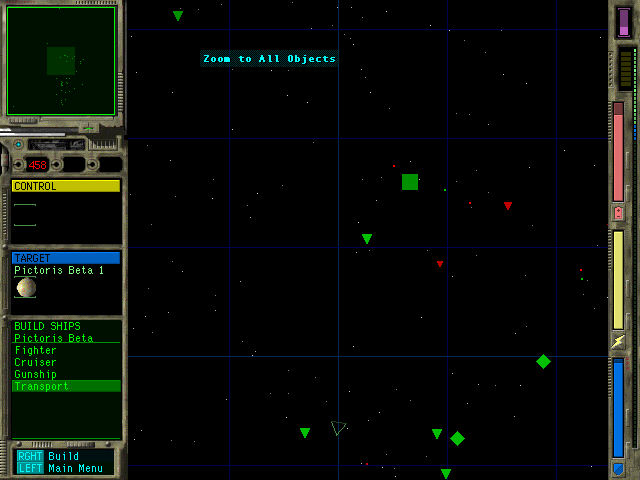 Zoom to All Objects
458
CONTROL
TARGET
Pictoris Beta 1
BUILD SHIPS
Pictoris Beta
Fighter
Cruiser
Gunship
Transport
RGHT Build
LEFT Main Menu